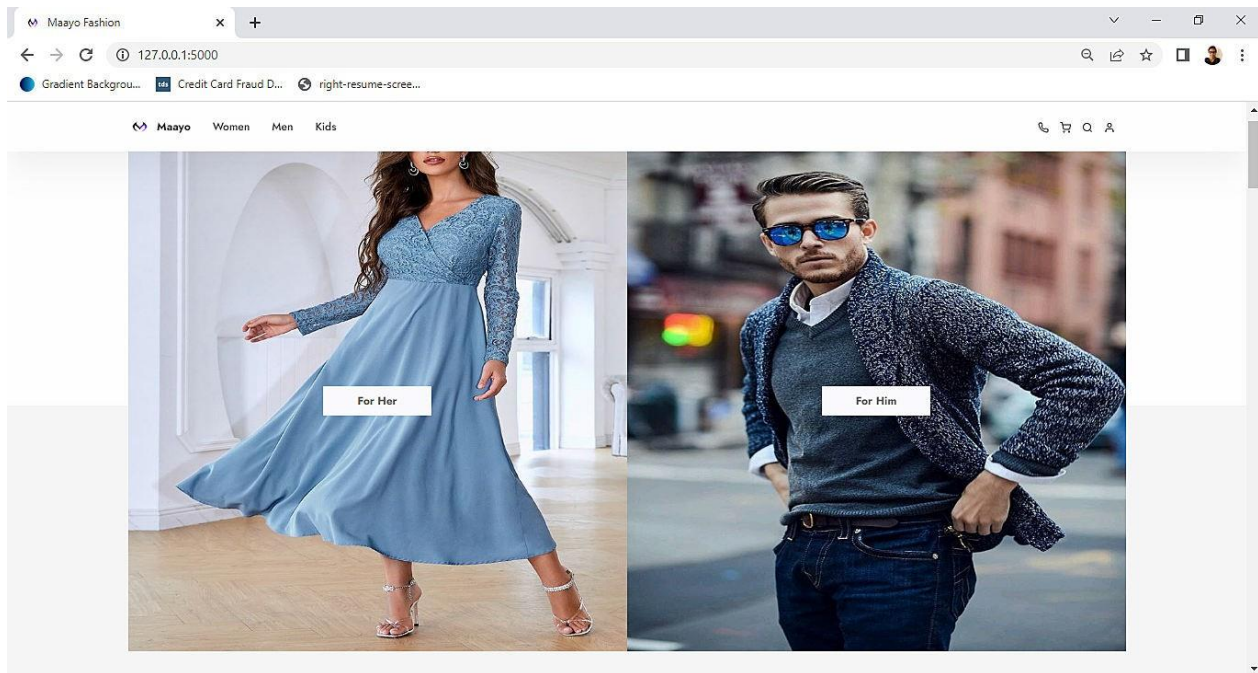 Maayo Fashion
127.0.0.1:5000
Gradient Backgrou...
tds
Credit Card Fraud D...
right-resume-scree...
Maayo Women Men Kids
For Her
For Him